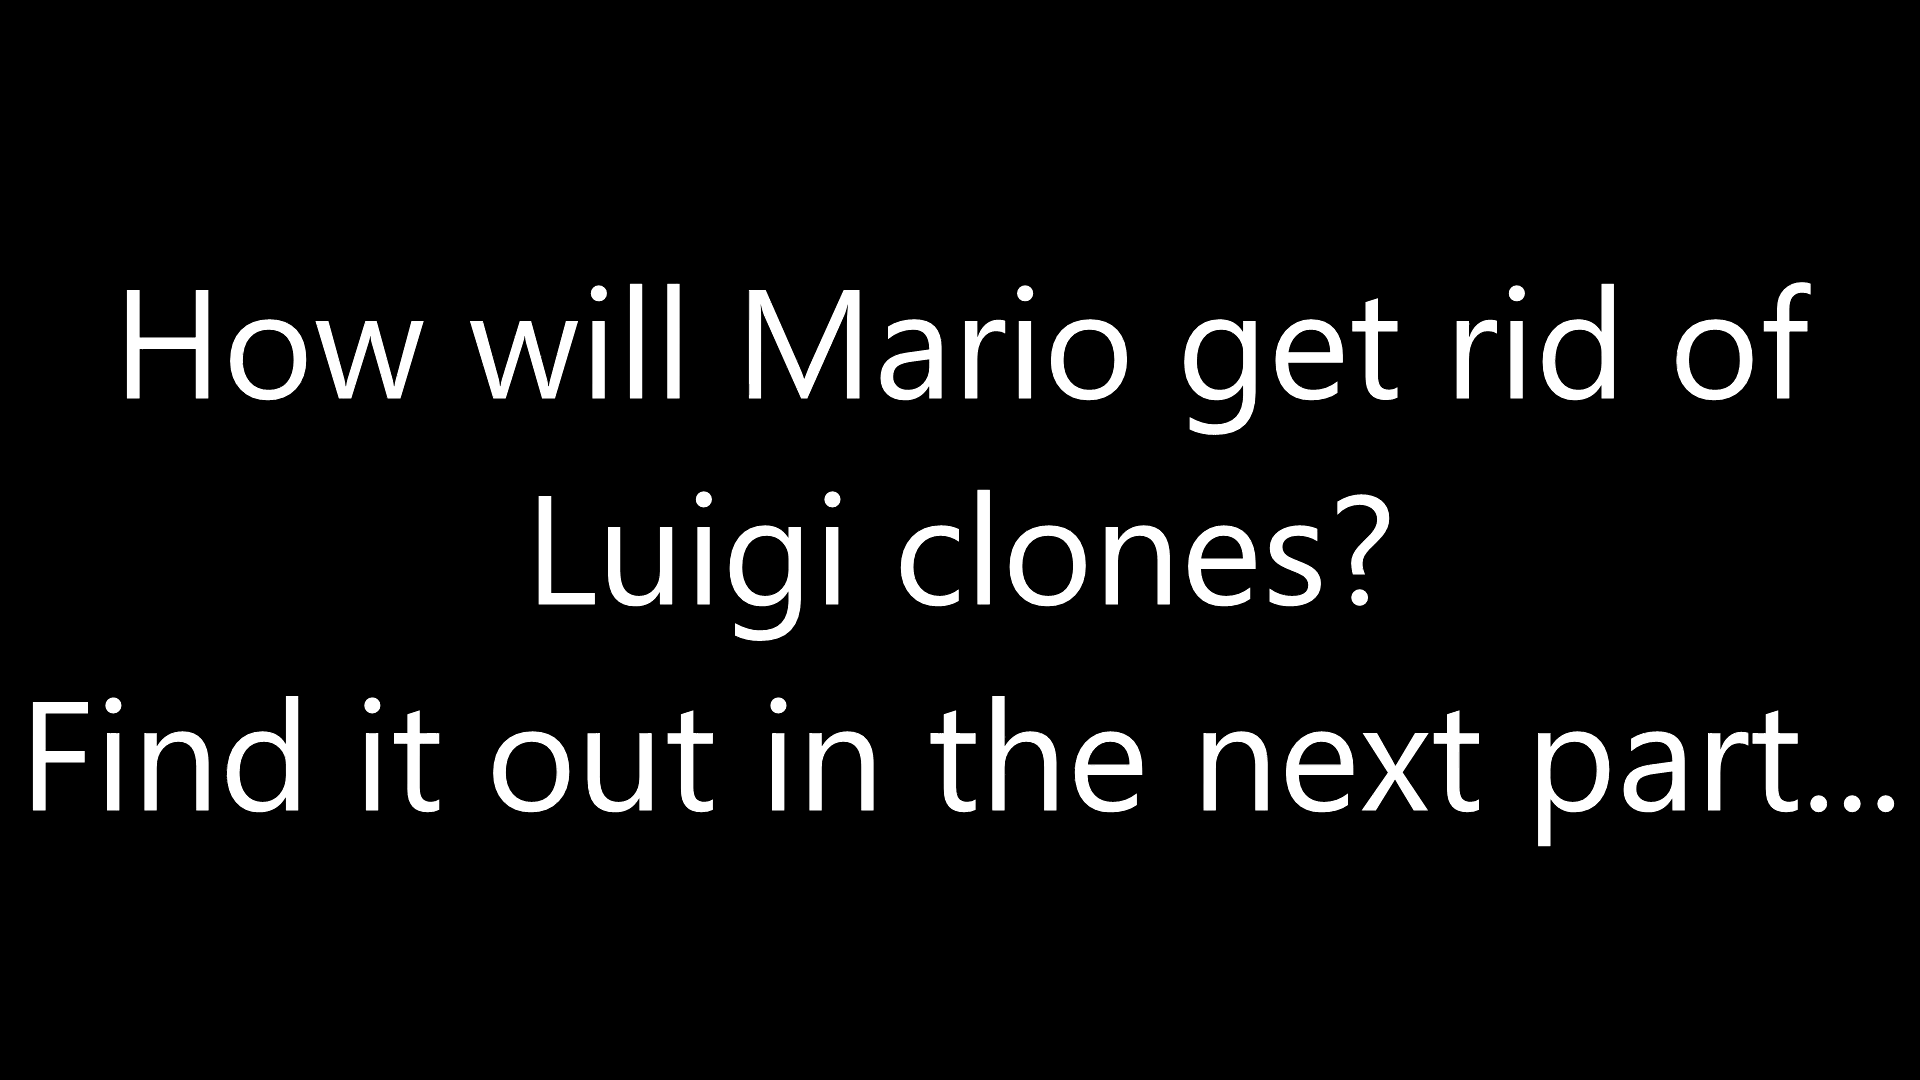 How will Mario get rid of
Luigi clones?
Find it out in the next part...